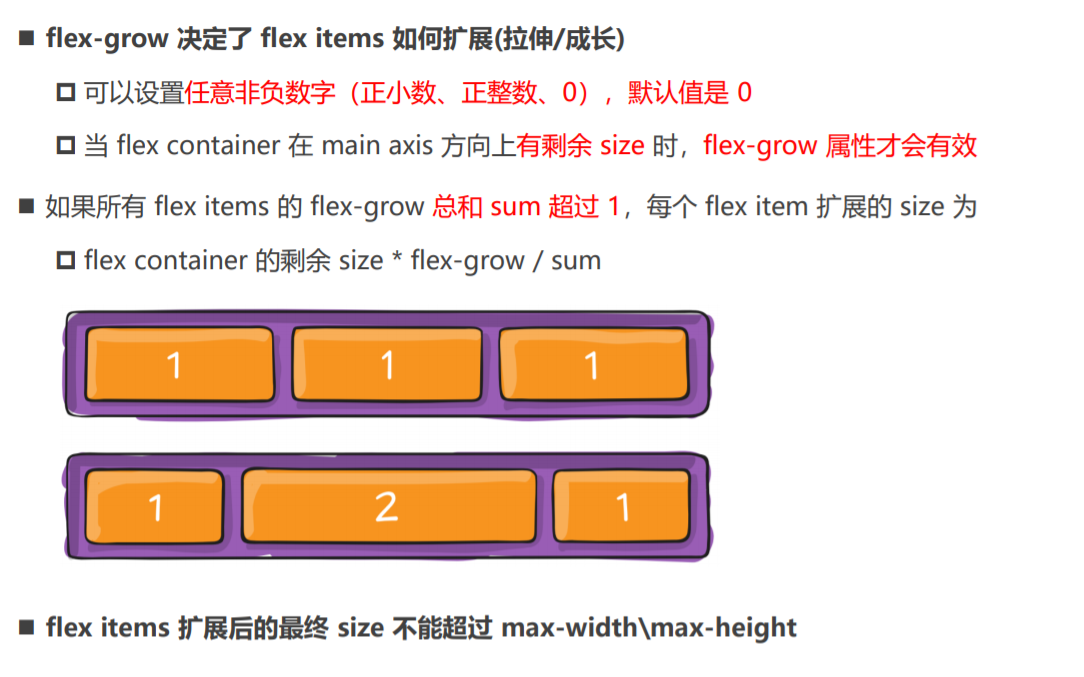 flex-grow 决定了 flex items 如何扩展(拉伸/成长)
可以设置任意非负数字（正小数、正整数、0），默认值是 0
当 flex container 在 main axis 方向上有剩余 size 时，flex-grow 属性才会有效
如果所有 flex items 的 flex-grow 总和 sum 超过 1，每个 flex item 扩展的 size 为
flex container 的剩余 size * flex-grow / sum
1 1 1
1 2 1
flex items 扩展后的最终 size 不能超过 max-width\max-height